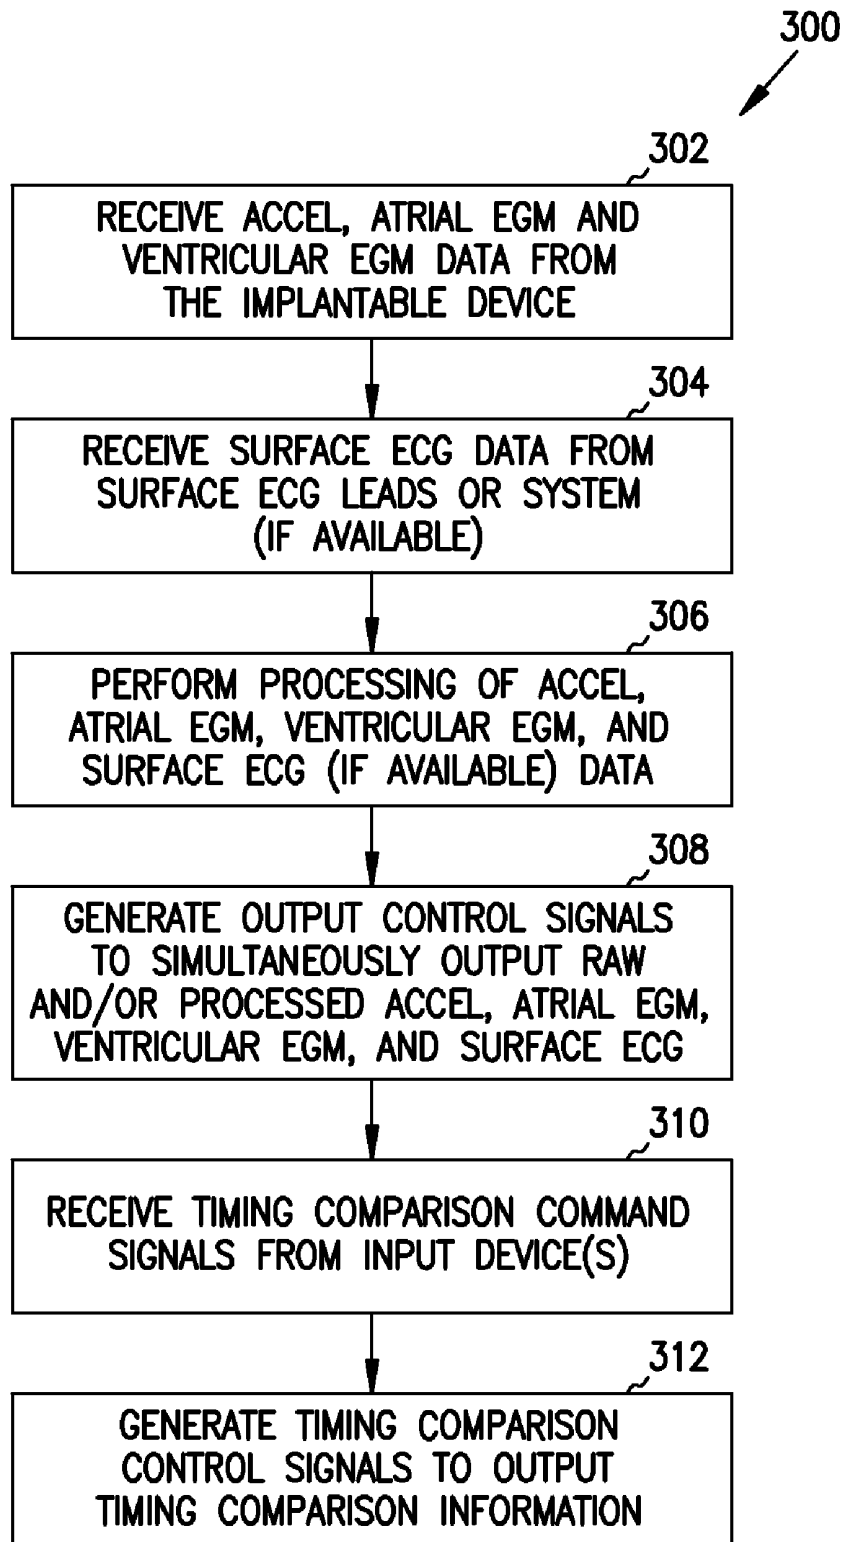 300
302
RECEIVE ACCEL, ATRIAL EGM AND
VENTRICULAR EGM DATA FROM
THE IMPLANTABLE DEVICE
304
RECEIVE SURFACE ECG DATA FROM
SURFACE ECG LEADS OR SYSTEM
(IF AVAILABLE)
306
PERFORM PROCESSING OF ACCEL,
ATRIAL EGM, VENTRICULAR EGM, AND
SURFACE ECG (IF AVAILABLE) DATA
308
GENERATE OUTPUT CONTROL SIGNALS
TO SIMULTANEOUSLY OUTPUT RAW
AND/OR PROCESSED ACCEL, ATRIAL EGM,
VENTRICULAR EGM, AND SURFACE ECG
310
RECEIVE TIMING COMPARISON COMMAND
SIGNALS FROM INPUT DEVICE(S)
312
GENERATE TIMING COMPARISON
CONTROL SIGNALS TO OUTPUT
TIMING COMPARISON INFORMATION